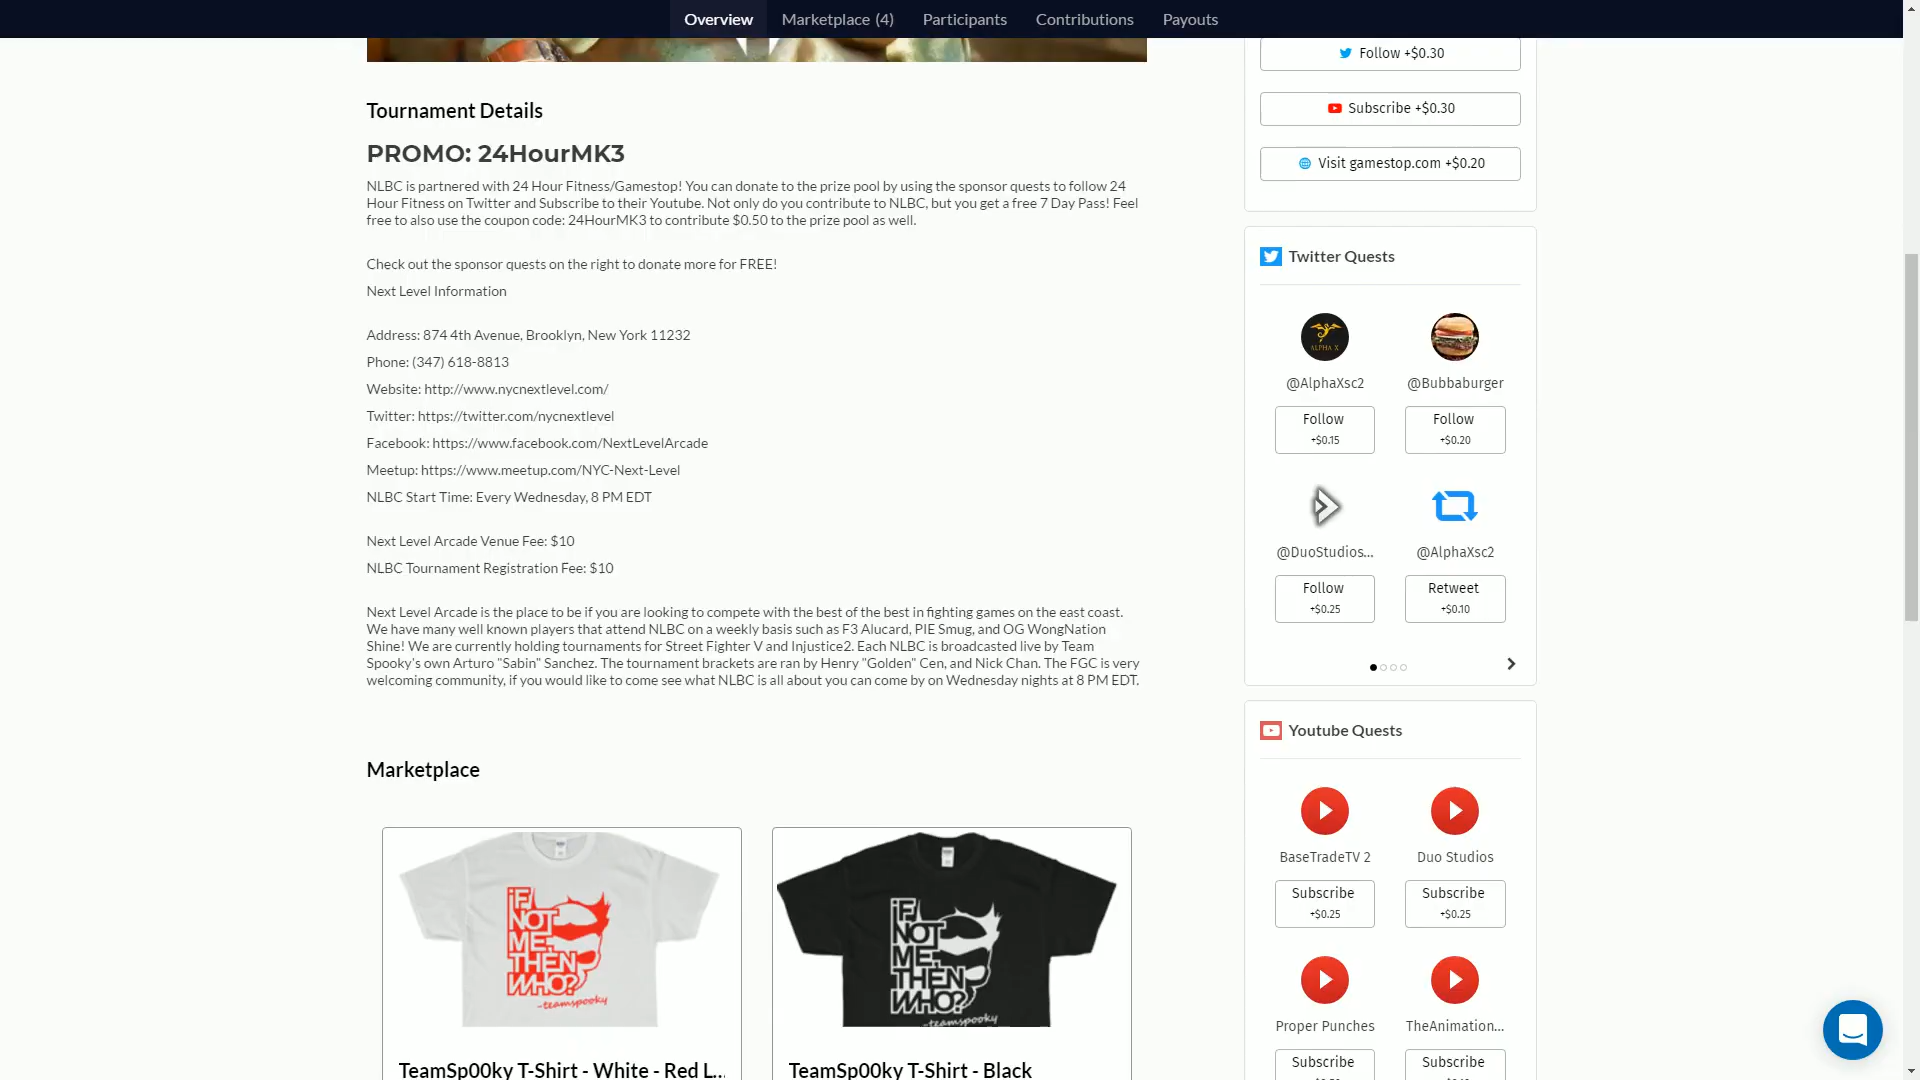 Overview Marketplace (4) Participants Contributions Payouts
Tournament Details
PROMO: 24HourMK3
NLBC is partnered with 24 Hour Fitness/Gamestop! You can donate to the prize pool by using the sponsor quests to follow 24
Hour Fitness on Twitter and Subscribe to their Youtube. Not only do you contribute to NLBC, but you get a free 7 Day Pass! Feel
free to also use the coupon code: 24HourMK3 to contribute $0.50 to the prize pool as well.
Check out the sponsor quests on the right to donate more for FREE!
Next Level Information
Address: 874 4th Avenue, Brooklyn, New York 11232
Phone: (347) 618-8813
Website: http://www.nycnextlevel.com/
Twitter: https://twitter.com/nycnextlevel
Facebook: https://www.facebook.com/NextLevelArcade
Meetup: https://www.meetup.com/NYC-Next-Level
NLBC Start Time: Every Wednesday, 8 PM EDT
Next Level Arcade Venue Fee: $10
NLBC Tournament Registration Fee: $10
Next Level Arcade is the place to be if you are looking to compete with the best of the best in fighting games on the east coast.
We have many well known players that attend NLBC on a weekly basis such as F3 Alucard, PIE Smug, and OG WongNation
Shine! We are currently holding tournaments for Street Fighter V and Injustice2. Each NLBC is broadcasted live by Team
Spooky's own Arturo "Sabin" Sanchez. The tournament brackets are ran by Henry "Golden" Cen, and Nick Chan. The FGC is very
welcoming community, if you would like to come see what NLBC is all about you can come by on Wednesday nights at 8 PM EDT.
Marketplace
IF
NOT
ME,
THEN
WHO?
-teamspooky
TeamSp00ky T-Shirt - White - Red L...
IF
NOT
ME,
THEN
WHO?
-teamspooky
TeamSp00ky T-Shirt - Black
Follow +$0.30
Subscribe +$0.30
Visit gamestop.com +$0.20
Twitter Quests
ALPHA X
@AlphaXsc2 @Bubbaburger
Follow Follow
+$0.15 +$0.20
@DuoStudios... @AlphaXsc2
Follow Retweet
+$0.25 +$0.10
Youtube Quests
BaseTradeTV 2 Duo Studios
Subscribe Subscribe
+$0.25 +$0.25
Proper Punches TheAnimation...
Subscribe Subscribe